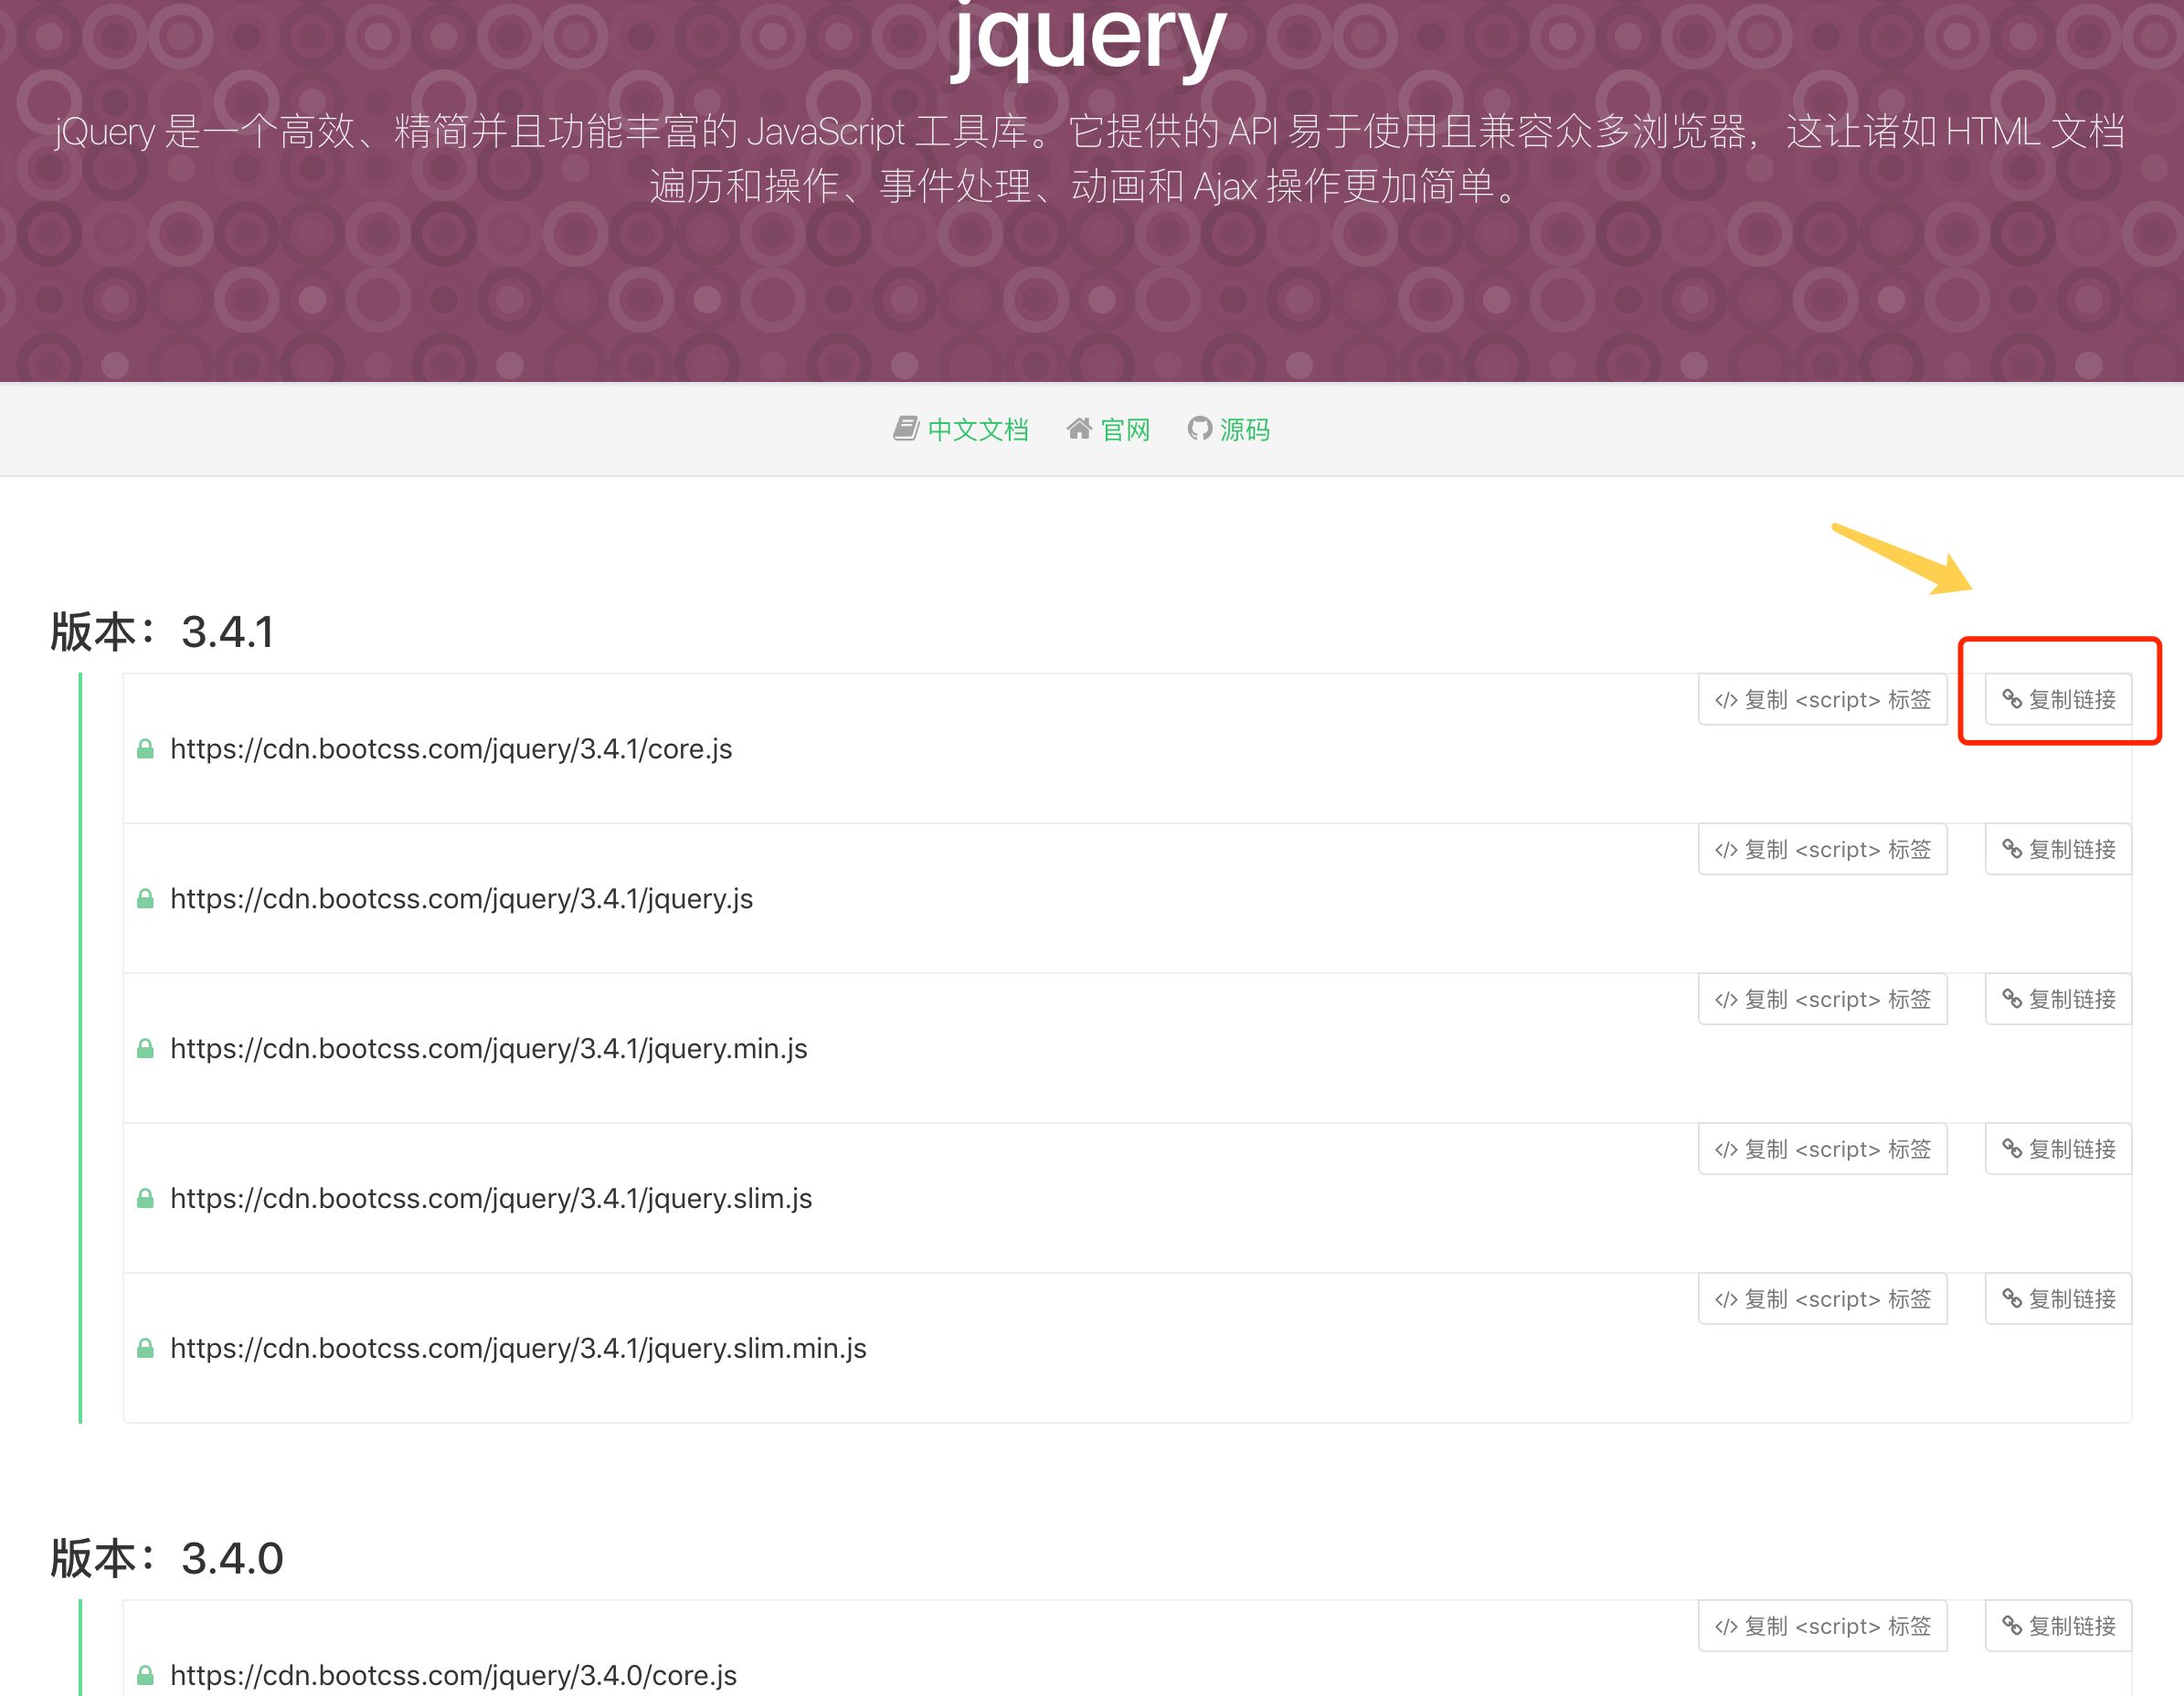 jquery
jQuery 是一个高效、精简并且功能丰富的 JavaScript 工具库。它提供的 API 易于使用且兼容众多浏览器，这让诸如 HTML 文档
遍历和操作、事件处理、动画和 Ajax 操作更加简单。
中文文档 官网 源码
版本：3.4.1
</> 复制 <script> 标签 复制链接
https://cdn.bootcss.com/jquery/3.4.1/core.js
</> 复制 <script> 标签 复制链接
https://cdn.bootcss.com/jquery/3.4.1/jquery.js
</> 复制 <script> 标签 复制链接
https://cdn.bootcss.com/jquery/3.4.1/jquery.min.js
</> 复制 <script> 标签 复制链接
https://cdn.bootcss.com/jquery/3.4.1/jquery.slim.js
</> 复制 <script> 标签 复制链接
https://cdn.bootcss.com/jquery/3.4.1/jquery.slim.min.js
版本：3.4.0
</> 复制 <script> 标签 复制链接
https://cdn.bootcss.com/jquery/3.4.0/core.js